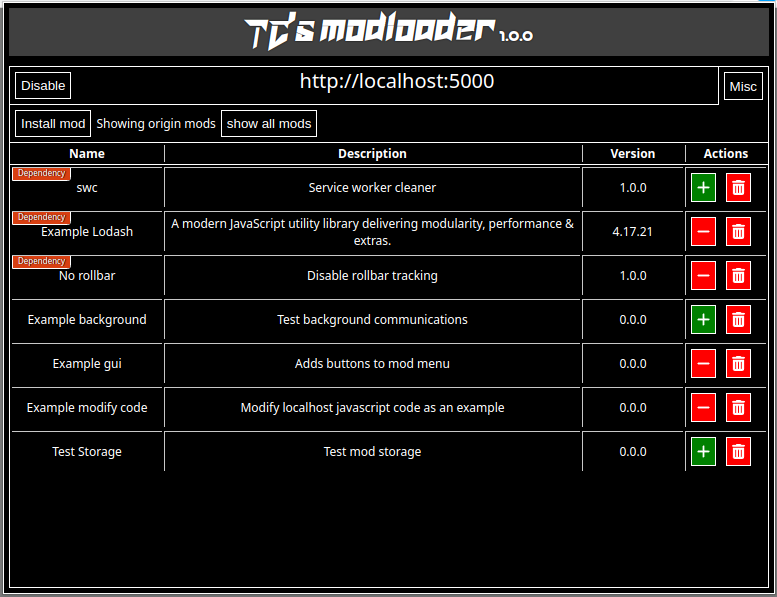 TC's modloader 1.0.0
Disable http://localhost:5000 Misc
Install mod Showing origin mods show all mods
Name Description Version Actions
Dependency
swc Service worker cleaner 1.0.0
Dependency
Example Lodash A modern JavaScript utility library delivering modularity, performance &
extras. 4.17.21
Dependency
No rollbar Disable rollbar tracking 1.0.0
Example background Test background communications 0.0.0
Example gui Adds buttons to mod menu 0.0.0
Example modify code Modify localhost javascript code as an example 0.0.0
Test Storage Test mod storage 0.0.0